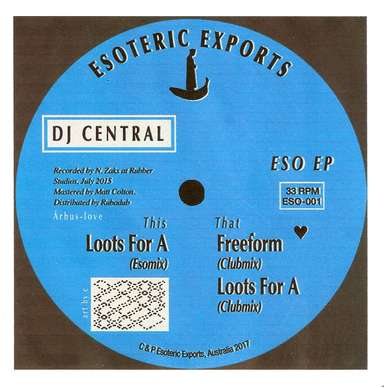 ESOTERIC EXPORTS
DJ CENTRAL
ESO EP
Recorded by N. Zaks at Rubber
Studios, July 2015
Mastered by Matt Colton.
Distributed by Rubadub
33 RPM
ESO-001
Århus-love
This
Loots For A
(Esomix)
That
Freeform
(Clubmix)
Loots For A
(Clubmix)
art by c
C & P Esoteric Exports, Australia 2017